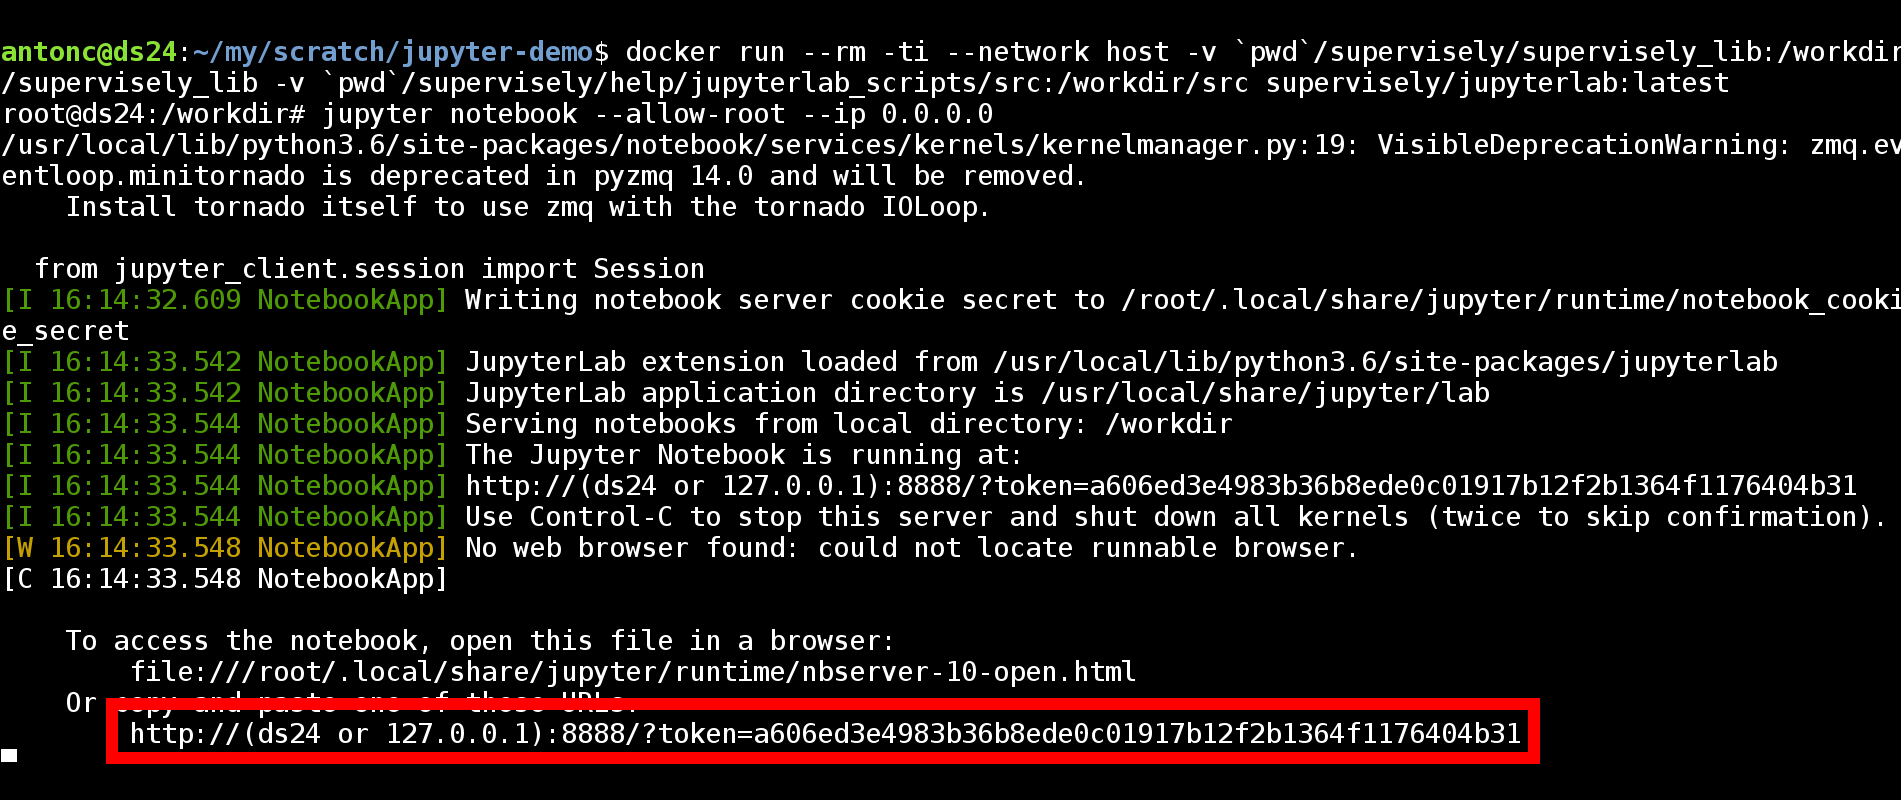 antonc@ds24:~/my/scratch/jupyter-demo$ docker run --rm -ti --network host -v `pwd`/supervisely/supervisely_lib:/workdir
/supervisely_lib -v `pwd`/supervisely/help/jupyterlab_scripts/src:/workdir/src supervisely/jupyterlab:latest
root@ds24:/workdir# jupyter notebook --allow-root --ip 0.0.0.0
/usr/local/lib/python3.6/site-packages/notebook/services/kernels/kernelmanager.py:19: VisibleDeprecationWarning: zmq.ev
entloop.minitornado is deprecated in pyzmq 14.0 and will be removed.
    Install tornado itself to use zmq with the tornado IOLoop.

  from jupyter_client.session import Session
[I 16:14:32.609 NotebookApp] Writing notebook server cookie secret to /root/.local/share/jupyter/runtime/notebook_cooki
e_secret
[I 16:14:33.542 NotebookApp] JupyterLab extension loaded from /usr/local/lib/python3.6/site-packages/jupyterlab
[I 16:14:33.542 NotebookApp] JupyterLab application directory is /usr/local/share/jupyter/lab
[I 16:14:33.544 NotebookApp] Serving notebooks from local directory: /workdir
[I 16:14:33.544 NotebookApp] The Jupyter Notebook is running at:
[I 16:14:33.544 NotebookApp] http://(ds24 or 127.0.0.1):8888/?token=a606ed3e4983b36b8ede0c01917b12f2b1364f1176404b31
[I 16:14:33.544 NotebookApp] Use Control-C to stop this server and shut down all kernels (twice to skip confirmation).
[W 16:14:33.548 NotebookApp] No web browser found: could not locate runnable browser.
[C 16:14:33.548 NotebookApp]

    To access the notebook, open this file in a browser:
        file:///root/.local/share/jupyter/runtime/nbserver-10-open.html
    Or copy and paste one of these URLs:
        http://(ds24 or 127.0.0.1):8888/?token=a606ed3e4983b36b8ede0c01917b12f2b1364f1176404b31